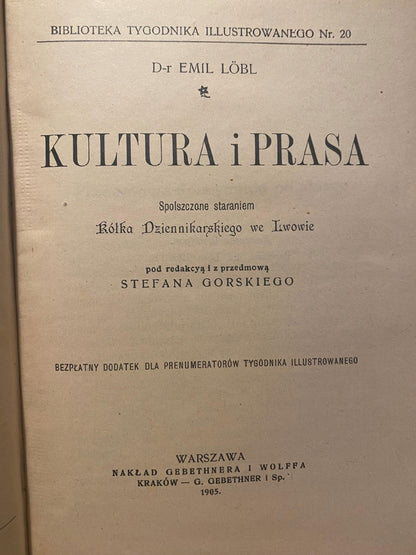 BIBLIOTEKA TYGODNIKA ILLUSTROWANEGO Nr. 20
D-r EMIL LÖBL
KULTURA i PRASA
Spolszczone staraniem
Kółka Dziennikarskiego we Lwowie
pod redakcyą i z przedmową
STEFANA GORSKIEGO
BEZPŁATNY DODATEK DLA PRENUMERATORÓW TYGODNIKA ILLUSTROWANEGO
WARSZAWA
NAKŁAD GEBETHNERA I WOLFFA
KRAKÓW — G. GEBETHNER I Sp.
1905.